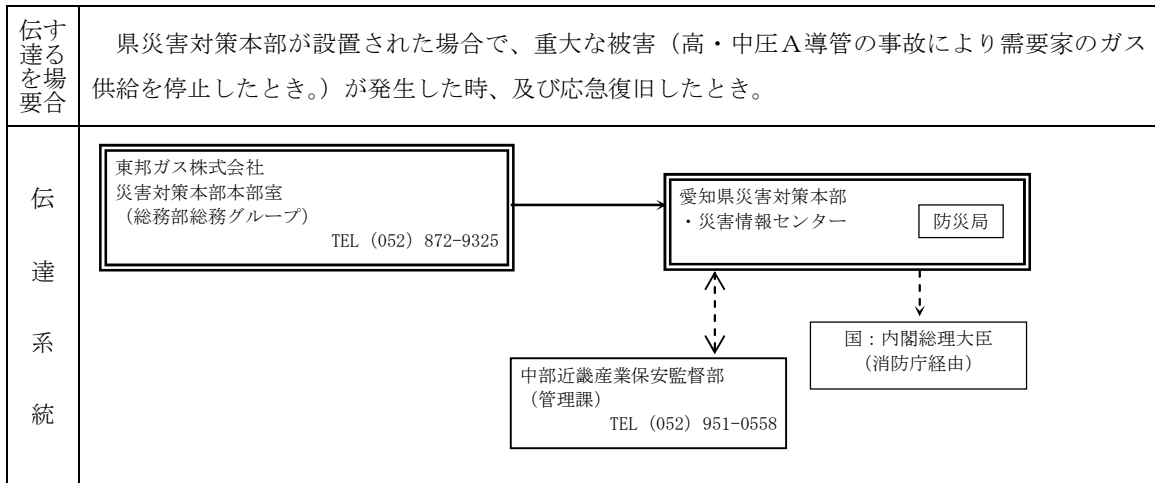 伝達を要
する場合
県災害対策本部が設置された場合で、重大な被害（高・中圧Ａ導管の事故により需要家のガス
供給を停止したとき。）が発生した時、及び応急復旧したとき。
伝達系統
東邦ガス株式会社
災害対策本部本部室
（総務部総務グループ）
TEL（052）872-9325
愛知県災害対策本部
・災害情報センター
防災局
国：内閣総理大臣
（消防庁経由）
中部近畿産業保安監督部
（管理課）
TEL（052）951-0558